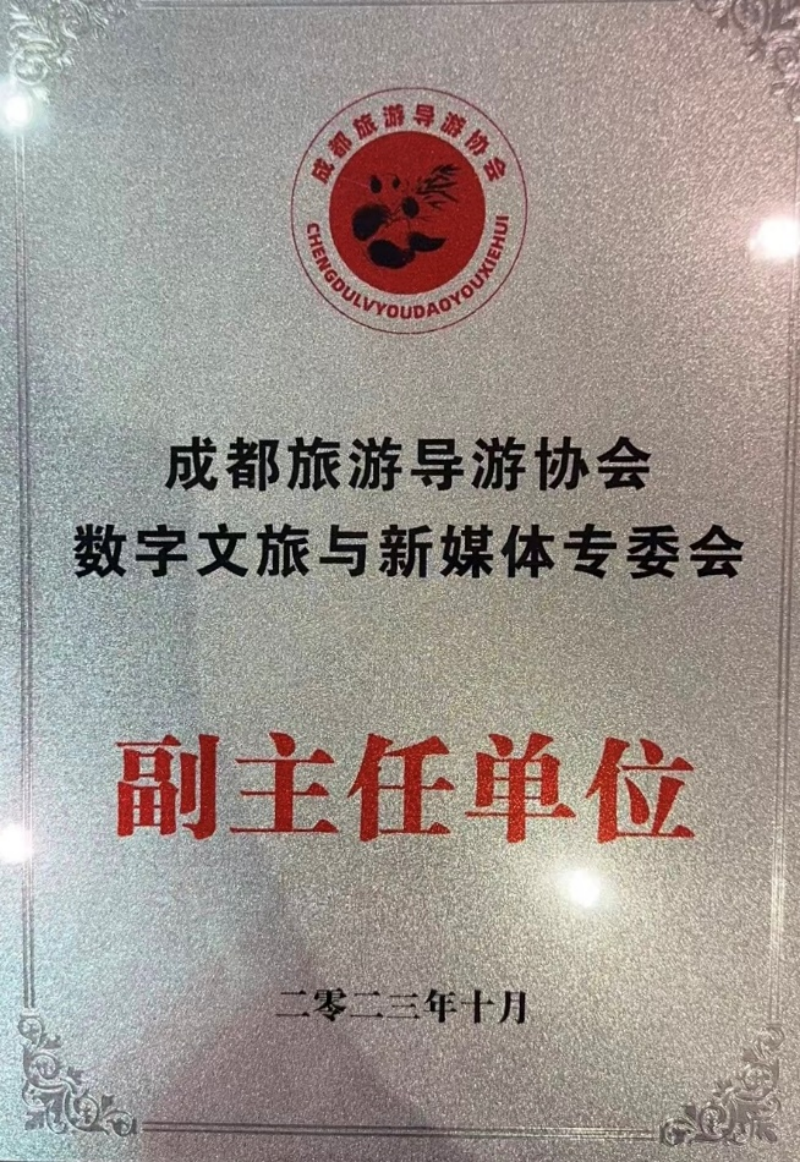 成都旅游导游协会
CHENGDULVYOUDAOYOUXIEHUI
成都旅游导游协会
数字文旅与新媒体专委会
副主任单位
二零二三年十月